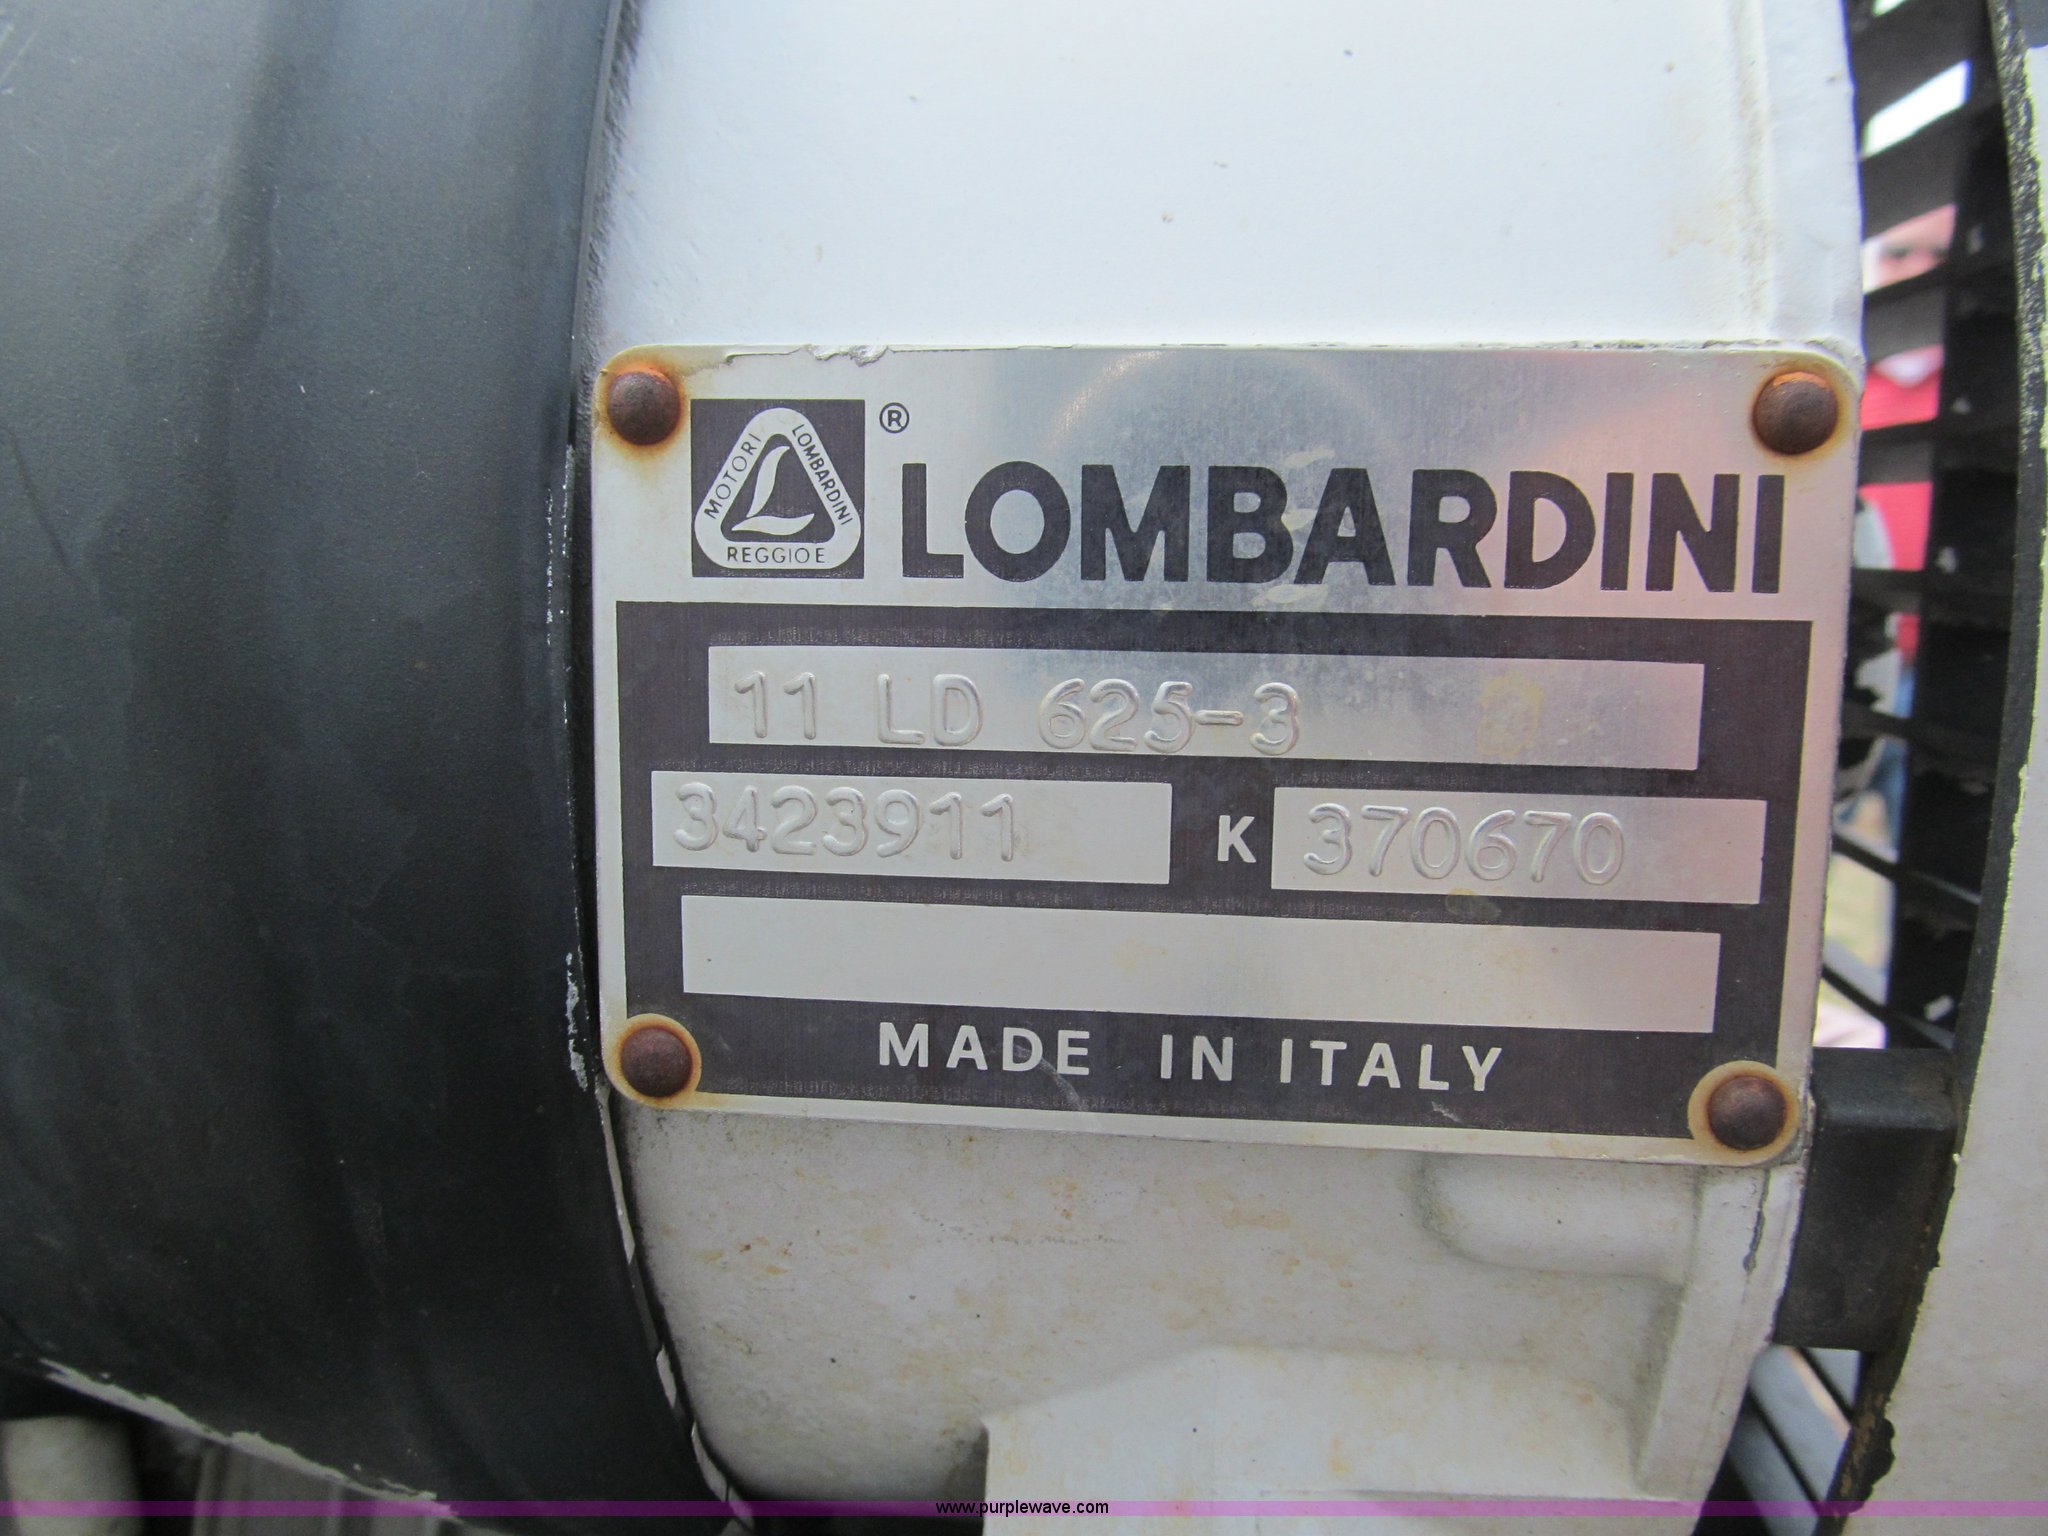 MOTORI LOMBARDINI
REGGIO E
®
LOMBARDINI
11 LD 625-3
3423911 K 370670
MADE IN ITALY
www.purplewave.com